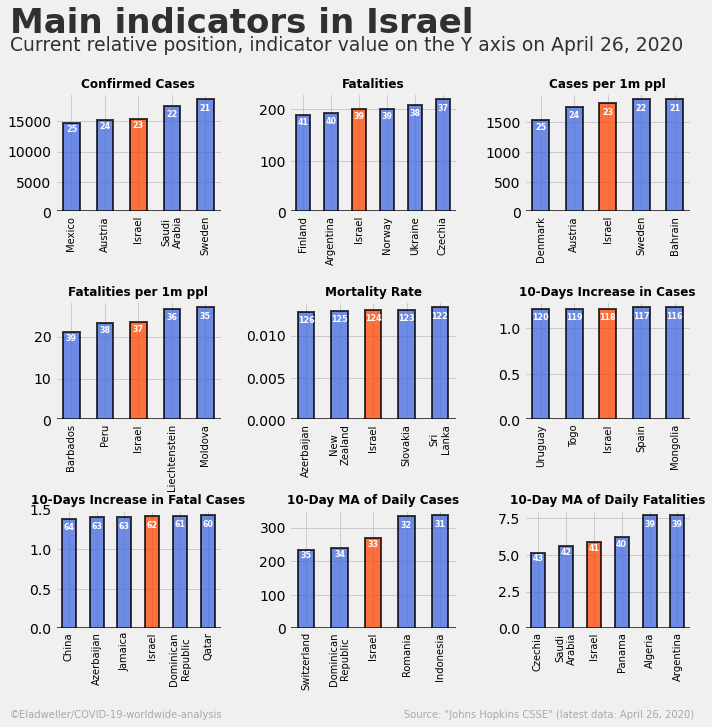 Main indicators in Israel
Current relative position, indicator value on the Y axis on April 26, 2020
Confirmed Cases
15000
10000
5000
0
25
24
23
22
21
Mexico
Austria
Israel
Saudi
Arabia
Sweden
Fatalities
200
100
0
41
40
39
39
38
37
Finland
Argentina
Israel
Norway
Ukraine
Czechia
Cases per 1m ppl
1500
1000
500
0
25
24
23
22
21
Denmark
Austria
Israel
Sweden
Bahrain
Fatalities per 1m ppl
20
10
0
39
38
37
36
35
Barbados
Peru
Israel
Liechtenstein
Moldova
Mortality Rate
0.010
0.005
0.000
126
125
124
123
122
Azerbaijan
New
Zealand
Israel
Slovakia
Sri
Lanka
10-Days Increase in Cases
1.0
0.5
0.0
120
119
118
117
116
Uruguay
Togo
Israel
Spain
Mongolia
10-Days Increase in Fatal Cases
1.5
1.0
0.5
0.0
64
63
63
62
61
60
China
Azerbaijan
Jamaica
Israel
Dominican
Republic
Qatar
10-Day MA of Daily Cases
300
200
100
0
35
34
33
32
31
Switzerland
Dominican
Republic
Israel
Romania
Indonesia
10-Day MA of Daily Fatalities
7.5
5.0
2.5
0.0
43
42
41
40
39
39
Czechia
Saudi
Arabia
Israel
Panama
Algeria
Argentina
©Eladweller/COVID-19-worldwide-analysis
Source: "Johns Hopkins CSSE" (latest data: April 26, 2020)